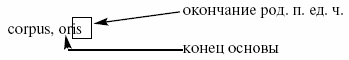 окончание род. п. ед. ч.
corpus, oris
конец основы